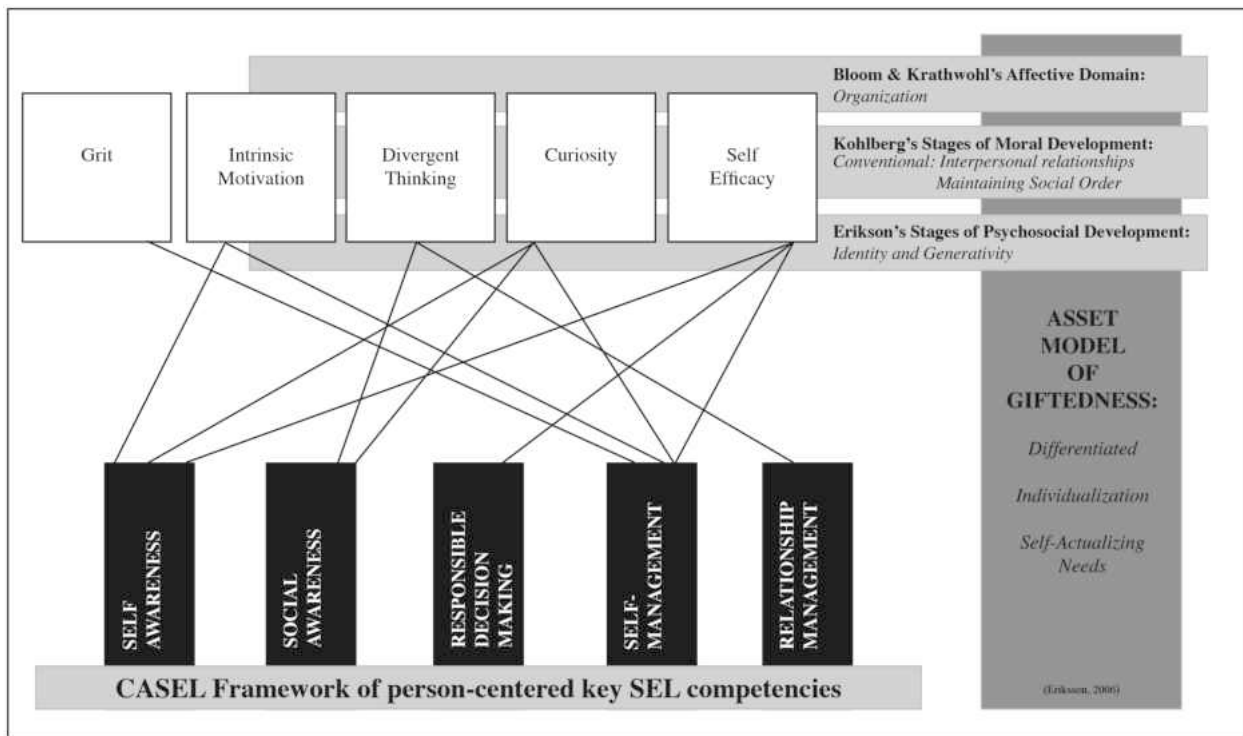 Bloom & Krathwohl's Affective Domain:
Organization
Grit
Intrinsic
Motivation
Divergent
Thinking
Curiosity
Self
Efficacy
Kohlberg's Stages of Moral Development:
Conventional: Interpersonal relationships
Maintaining Social Order
Erikson's Stages of Psychosocial Development:
Identity and Generativity
ASSET
MODEL
OF
GIFTEDNESS:
Differentiated
Individualization
Self-Actualizing
Needs
(Eriksson, 2006)
SELF
AWARENESS
SOCIAL
AWARENESS
RESPONSIBLE
DECISION
MAKING
SELF-
MANAGEMENT
RELATIONSHIP
MANAGEMENT
CASEL Framework of person-centered key SEL competencies